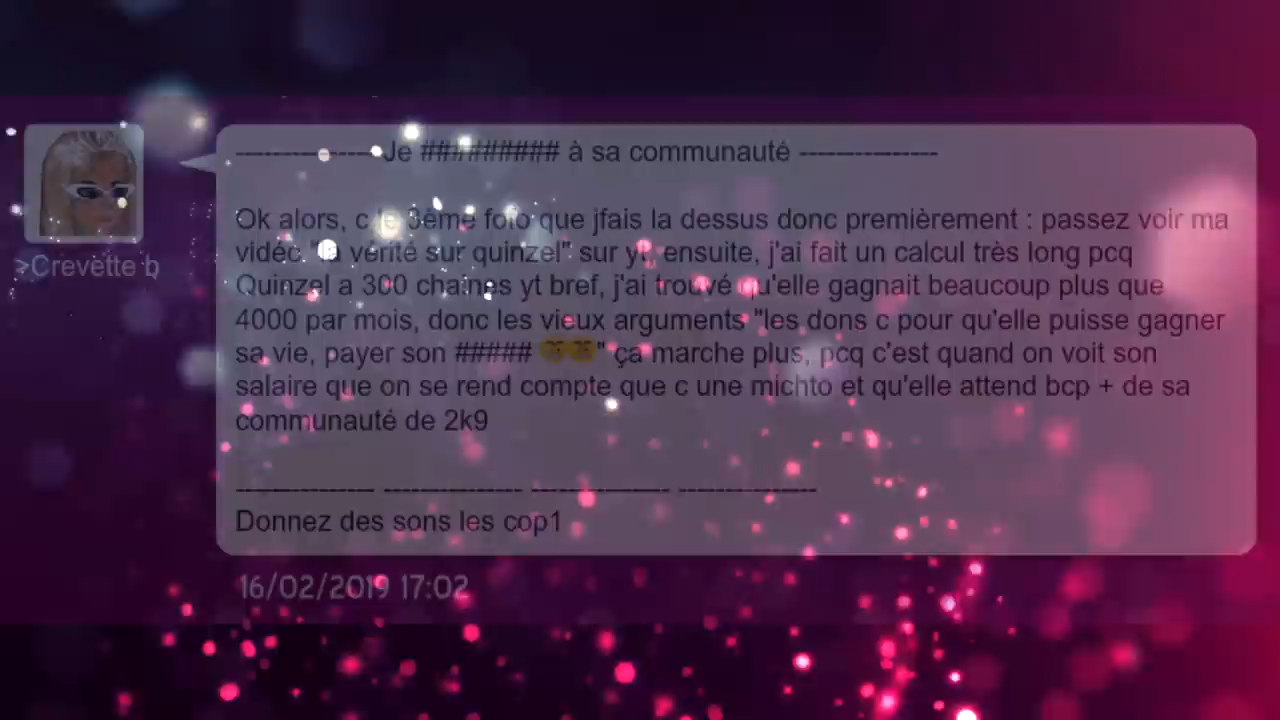 ----------------Je ######### à sa communauté ---------------
>Crevette b
Ok alors, c le 3ème fofo que jfais la dessus donc premièrement : passez voir ma
vidéo "la vérité sur quinzel" sur yt, ensuite, j'ai fait un calcul très long pcq
Quinzel a 300 chaînes yt bref, j'ai trouvé qu'elle gagnait beaucoup plus que
4000 par mois, donc les vieux arguments "les dons c pour qu'elle puisse gagner
sa vie, payer son ##### " ça marche plus, pcq c'est quand on voit son
salaire que on se rend compte que c une michto et qu'elle attend bcp + de sa
communauté de 2k9
--------------- --------------- --------------- ---------------
Donnez des sons les cop1
16/02/2019 17:02